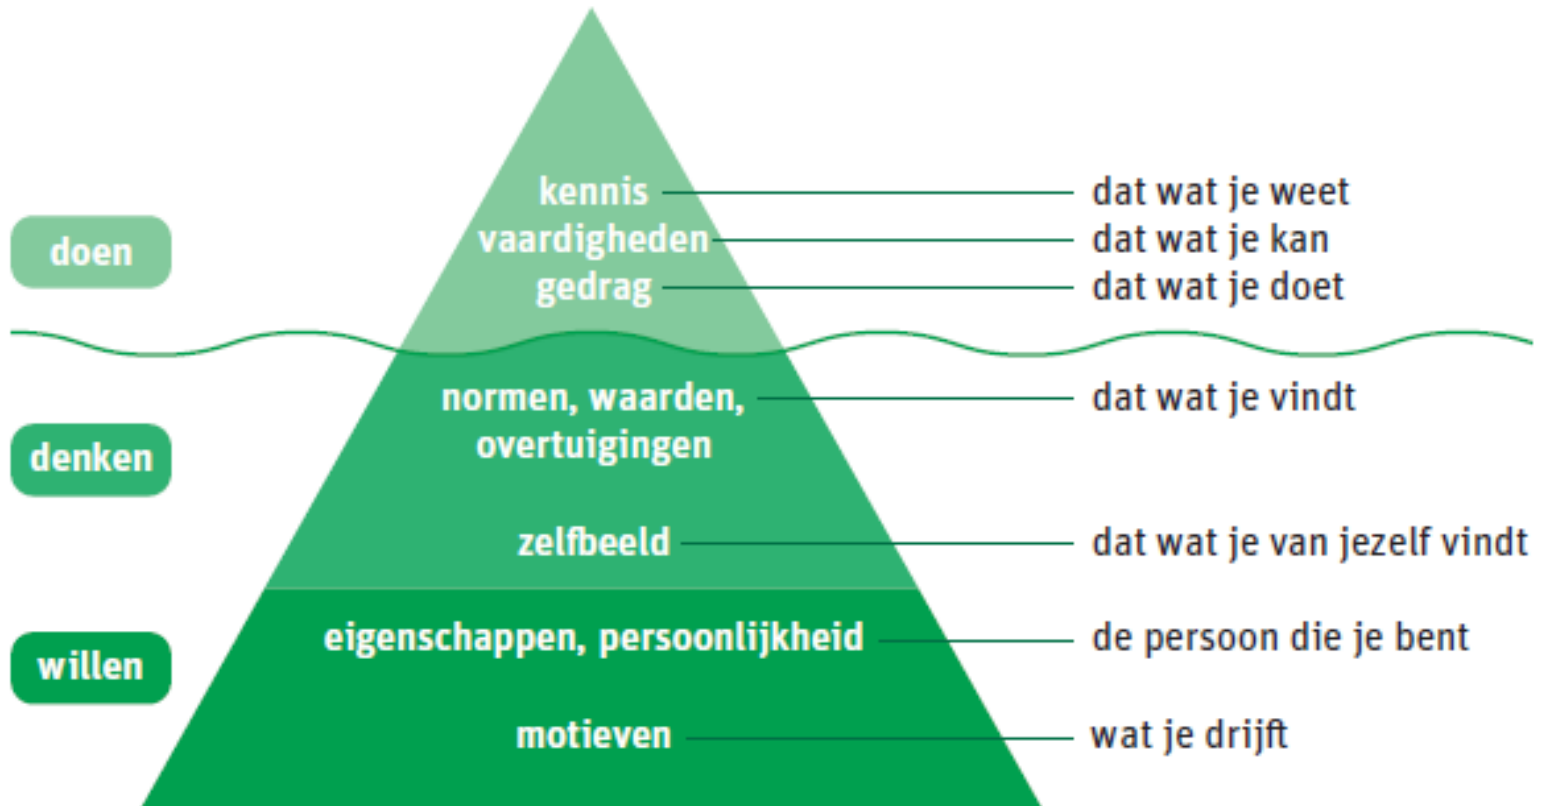 kennis dat wat je weet
vaardigheden dat wat je kan
doen
gedrag dat wat je doet
normen, waarden, dat wat je vindt
overtuigingen
denken
zelfbeeld dat wat je van jezelf vindt
eigenschappen, persoonlijkheid de persoon die je bent
willen
motieven wat je drijft